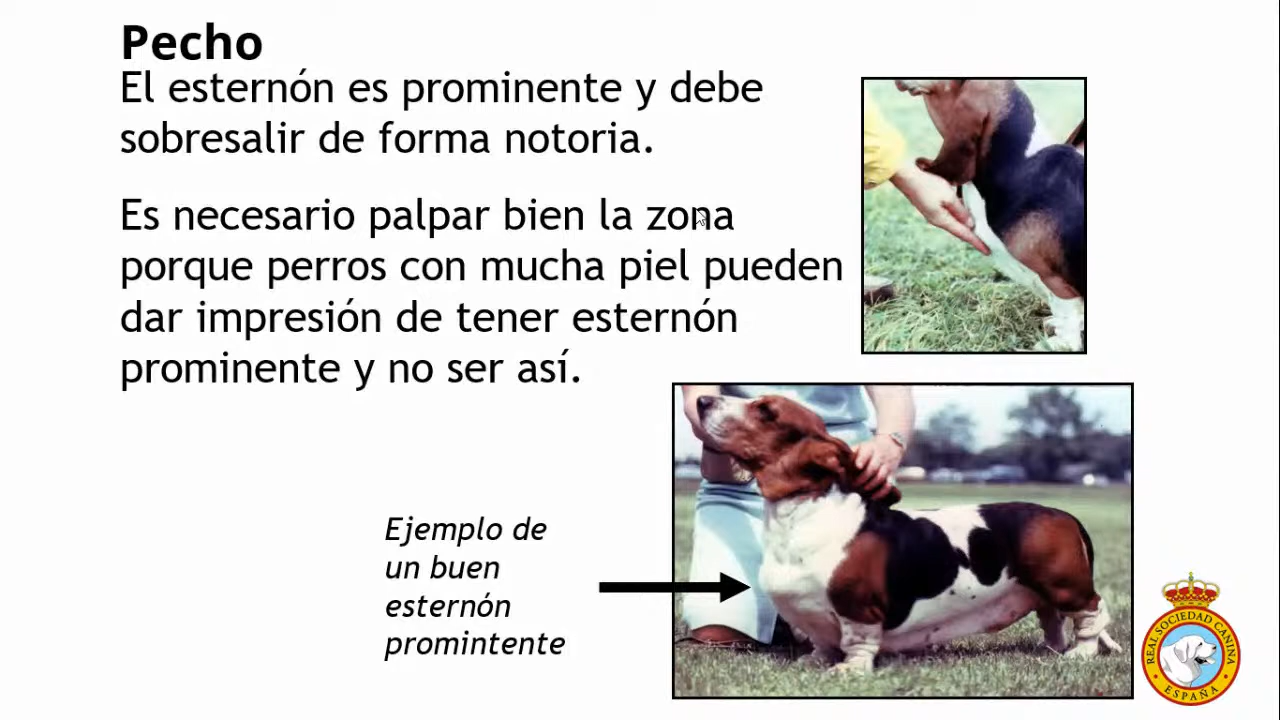 Pecho
El esternón es prominente y debe
sobresalir de forma notoria.
Es necesario palpar bien la zona
porque perros con mucha piel pueden
dar impresión de tener esternón
prominente y no ser así.
Ejemplo de
un buen
esternón
promintente
REAL SOCIEDAD CANINA
ESPAÑA